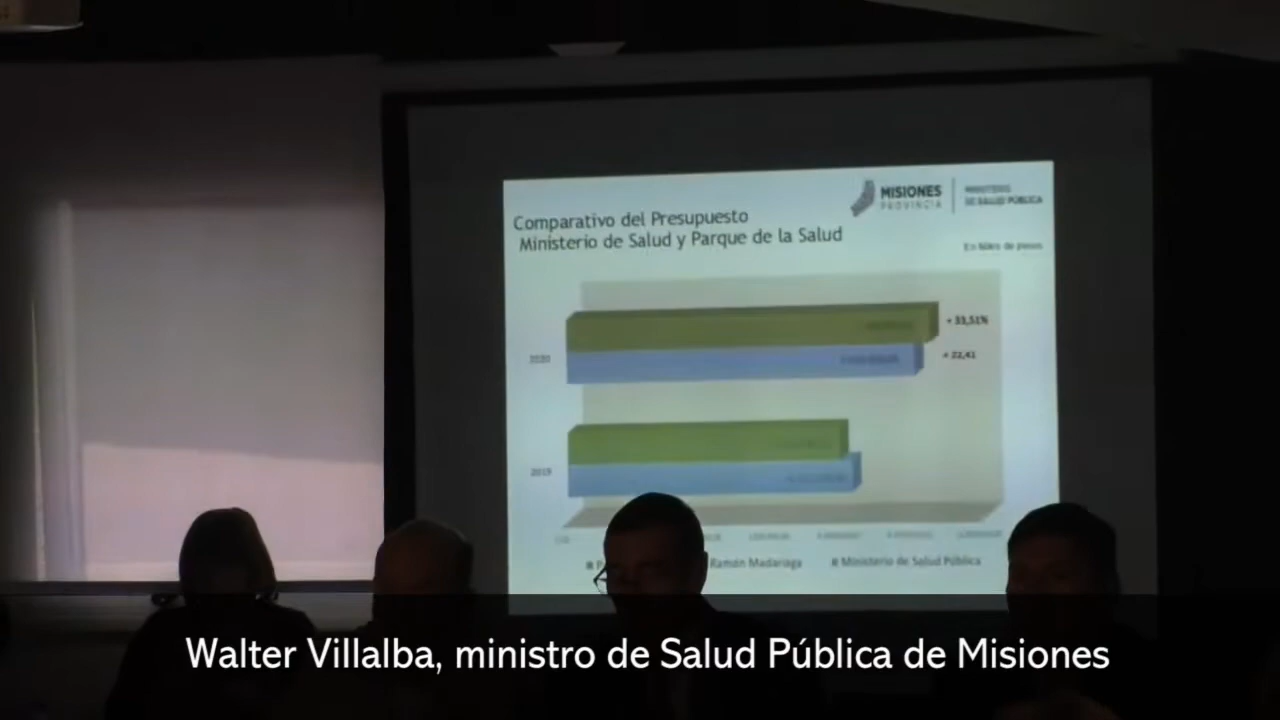 MISIONES
PROVINCIA
MINISTERIO
DE SALUD PÚBLICA
Comparativo del Presupuesto
Ministerio de Salud y Parque de la Salud
En Miles de pesos
+ 33,51%
2020
+ 22,41
2019
Ramón Madariaga
Ministerio de Salud Pública
Walter Villalba, ministro de Salud Pública de Misiones